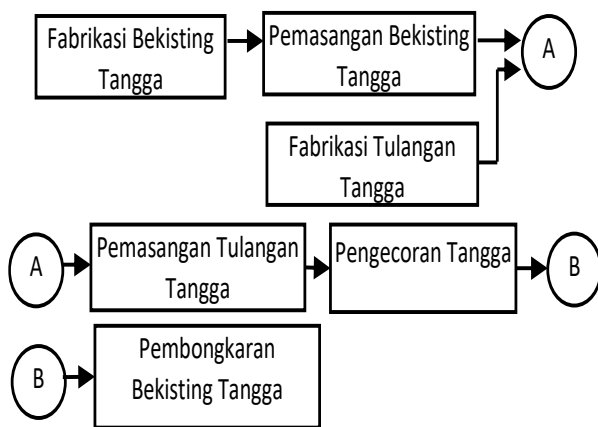 Fabrikasi Bekisting
Tangga
Pemasangan Bekisting
Tangga
A
Fabrikasi Tulangan
Tangga
A
Pemasangan Tulangan
Tangga
Pengecoran Tangga
B
B
Pembongkaran
Bekisting Tangga